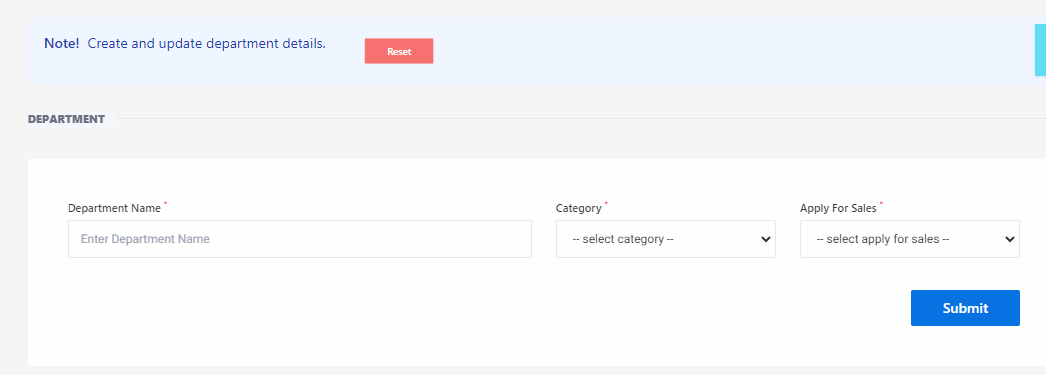 Note! Create and update department details.
Reset
DEPARTMENT
Department Name *
Category *
Apply For Sales *
Enter Department Name
-- select category --
-- select apply for sales --
Submit